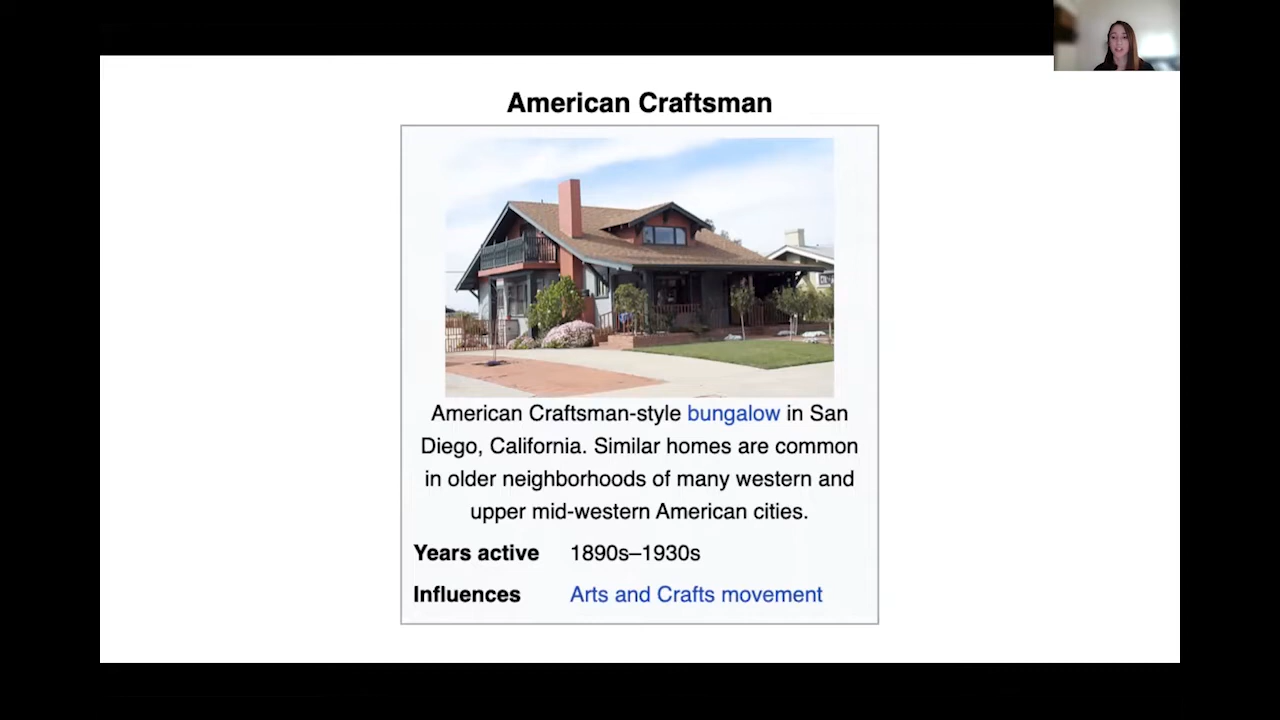 American Craftsman
American Craftsman-style bungalow in San
Diego, California. Similar homes are common
in older neighborhoods of many western and
upper mid-western American cities.
Years active 1890s–1930s
Influences Arts and Crafts movement